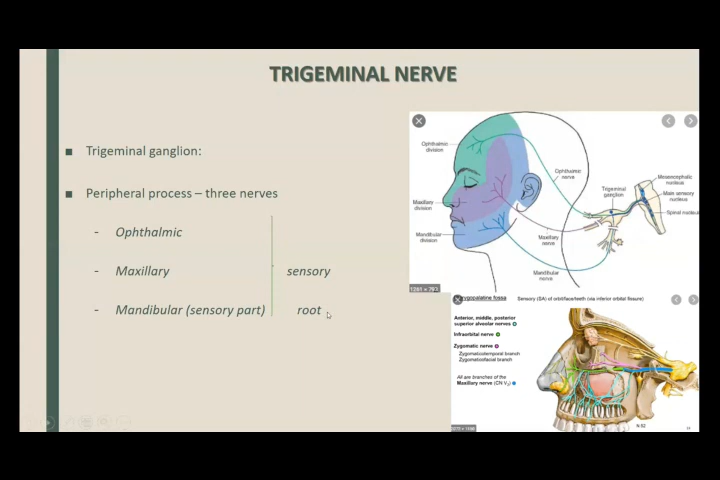 TRIGEMINAL NERVE
■ Trigeminal ganglion:
■ Peripheral process – three nerves
- Ophthalmic
- Maxillary
sensory
- Mandibular (sensory part)
root
Ophthalmic
division
Maxillary
division
Mandibular
division
Ophthalmic
nerve
Maxillary
nerve
Mandibular
nerve
Trigeminal
ganglion
Mesencephalic
nucleus
Main sensory
nucleus
Spinal nucleus
1261 × 793
Sensory (SA) of orbit/face/teeth (via inferior orbital fissure)
Anterior, middle, posterior
superior alveolar nerves
Infraorbital nerve
Zygomatic nerve
Zygomaticotemporal branch
Zygomaticofacial branch
All are branches of the
Maxillary nerve (CN V2)